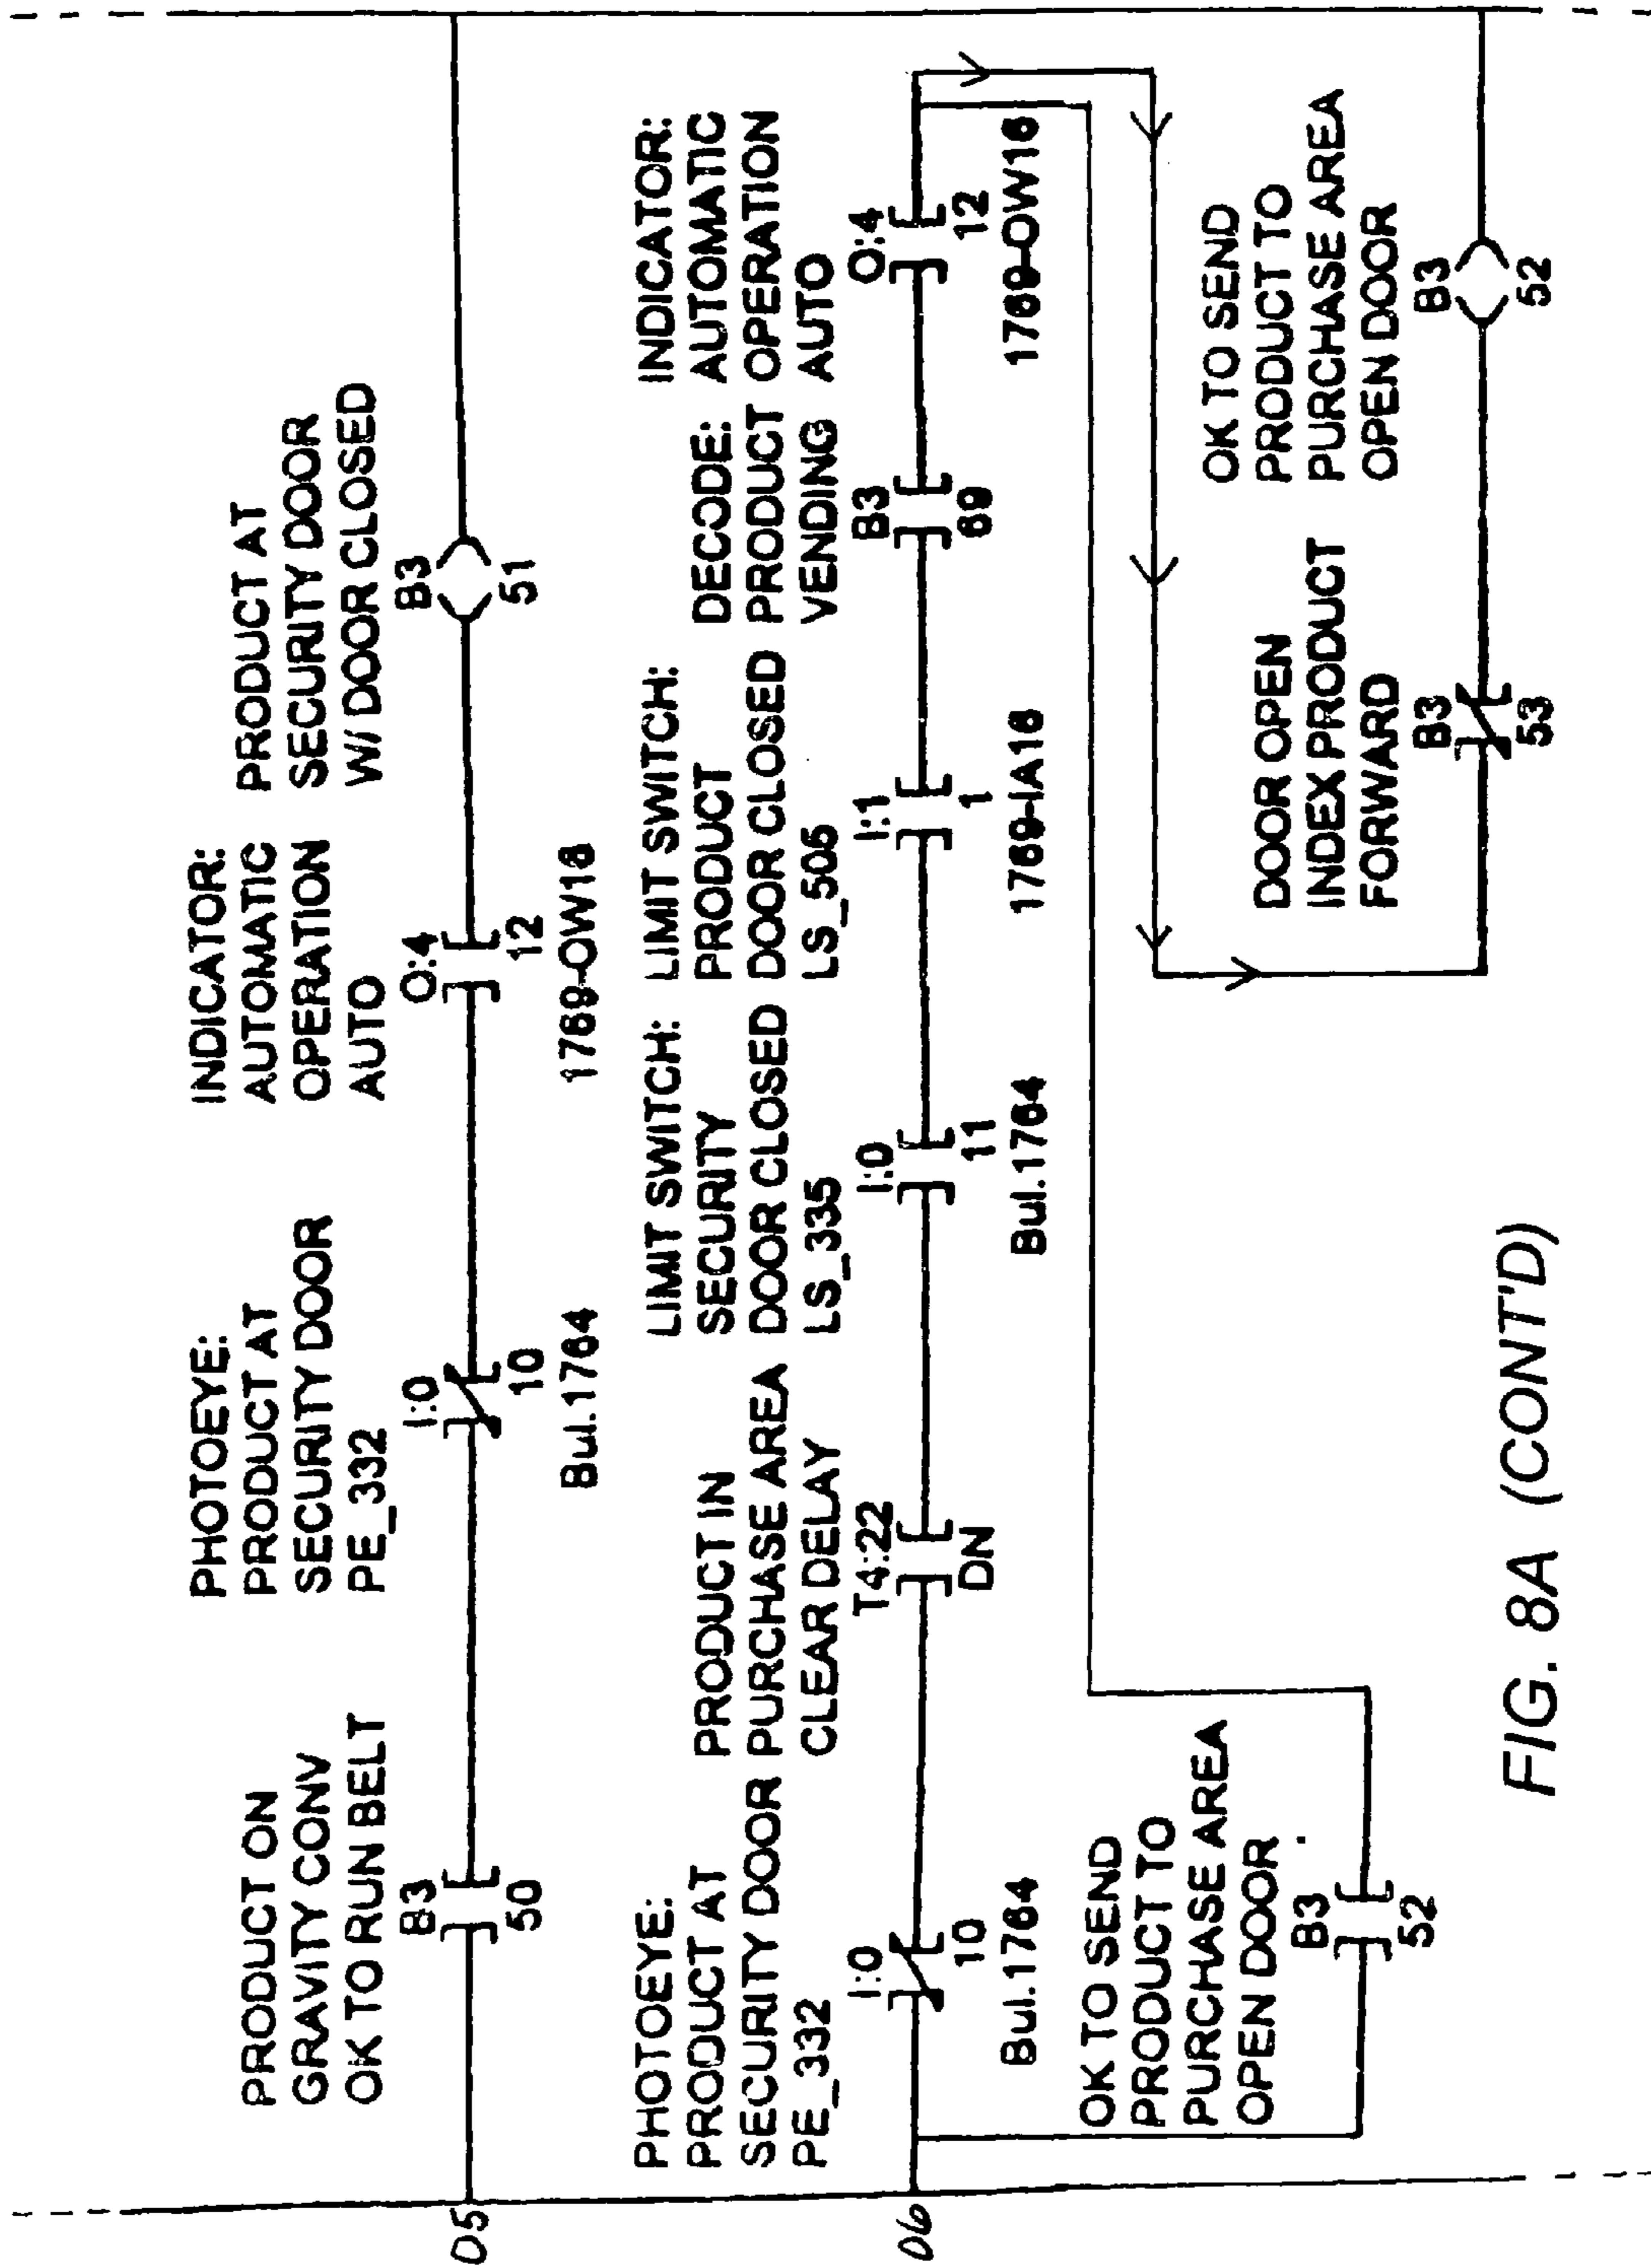 05
PRODUCT ON
GRAVITY CONV
OK TO RUN BELT
B3
50
PHOTOEYE:
PRODUCT AT
SECURITY DOOR
PE_332
I:0
10
Bul.1764
INDICATOR:
AUTOMATIC
OPERATION
AUTO
O:4
12
1769-OW16
PRODUCT AT
SECURITY DOOR
W/ DOOR CLOSED
B3
51
06
PHOTOEYE:
PRODUCT AT
SECURITY DOOR
PE_332
I:0
10
Bul.1764
PRODUCT IN
PURCHASE AREA
CLEAR DELAY
T4:22
DN
LIMIT SWITCH:
SECURITY
DOOR CLOSED
LS_335
I:0
11
Bul.1764
LIMIT SWITCH:
PRODUCT
DOOR CLOSED
LS_505
I:1
1
1769-IA16
DECODE:
PRODUCT
VENDING
B3
69
INDICATOR:
AUTOMATIC
OPERATION
AUTO
O:4
12
1769-OW16
OK TO SEND
PRODUCT TO
PURCHASE AREA
OPEN DOOR
B3
52
DOOR OPEN
INDEX PRODUCT
FORWARD
B3
53
OK TO SEND
PRODUCT TO
PURCHASE AREA
OPEN DOOR
B3
52
FIG. 8A (CONT'D)